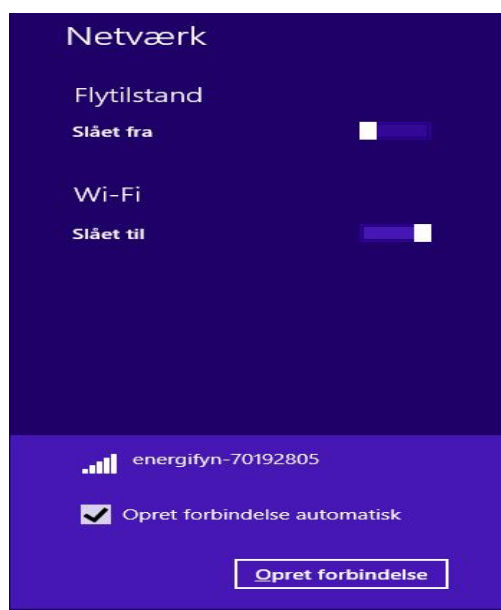 Netværk
Flytilstand
Slået fra
Wi-Fi
Slået til
energifyn-70192805
Opret forbindelse automatisk
Opret forbindelse